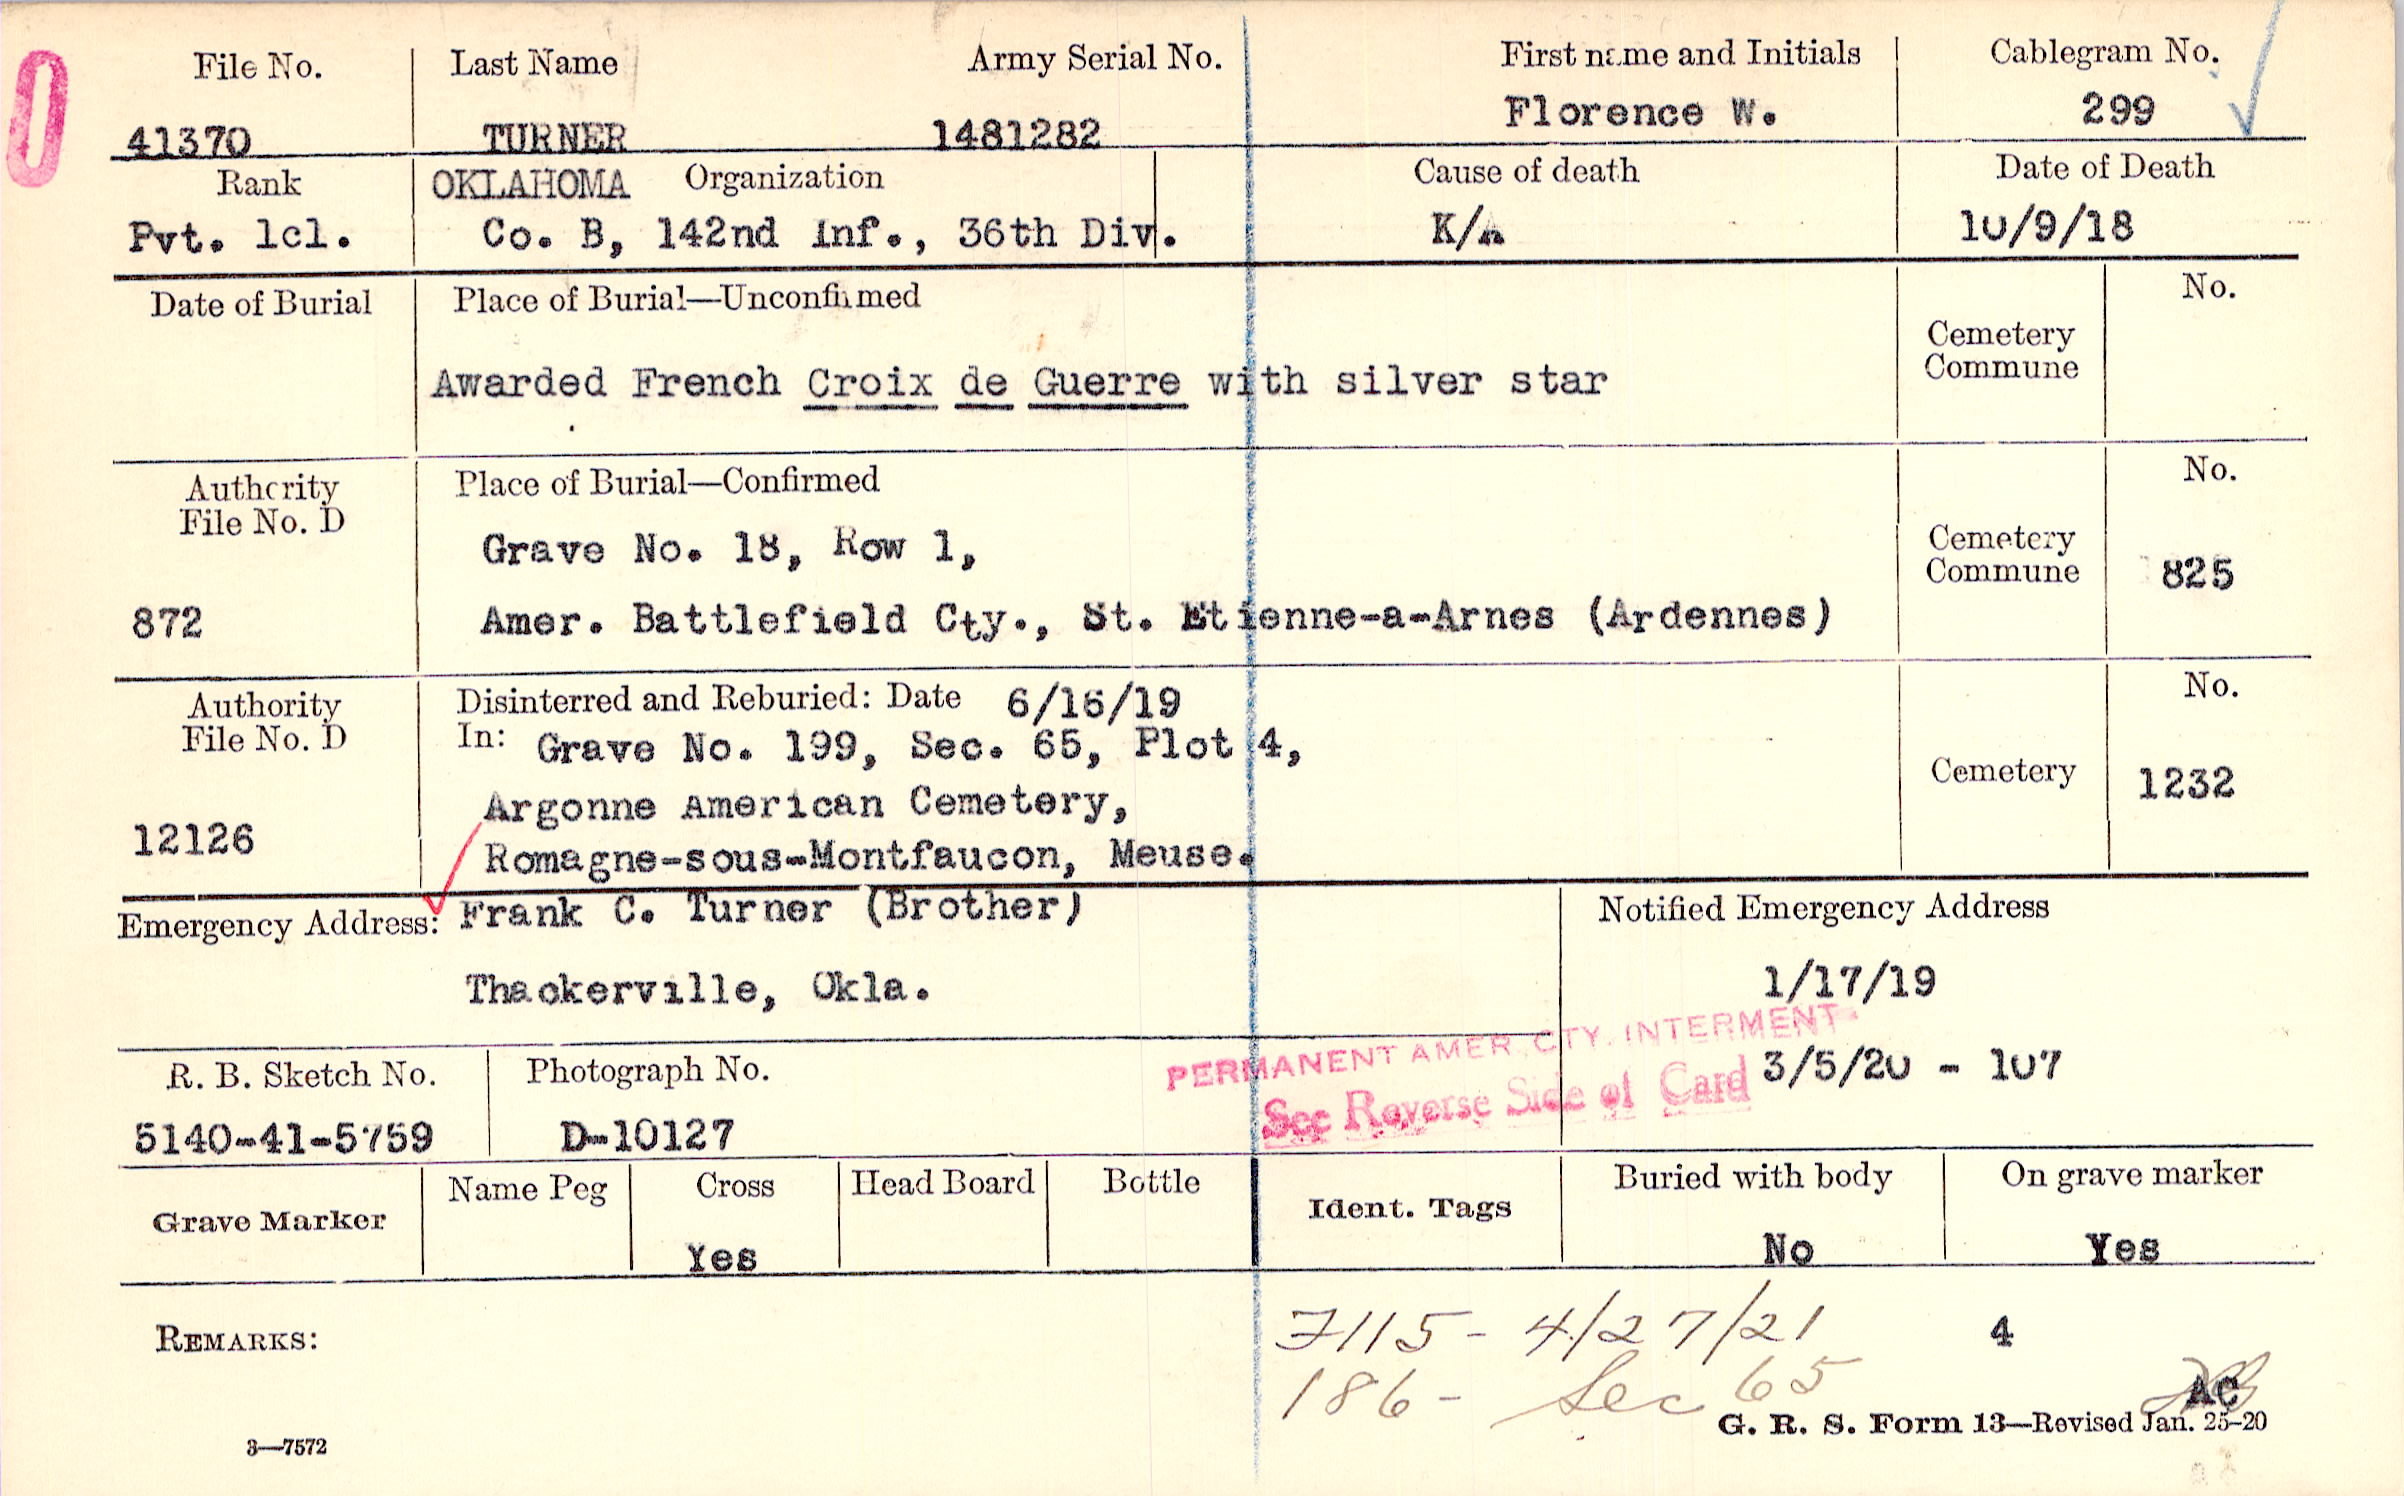 0
File No. Last Name Army Serial No. First name and Initials Cablegram No.
41370 TURNER 1481282 Florence W. 299
Rank OKLAHOMA Organization Cause of death Date of Death
Pvt. 1cl. Co. B, 142nd Inf., 36th Div. K/A 10/9/18
Date of Burial Place of Burial—Unconfirmed No.
Cemetery
Commune
Awarded French Croix de Guerre with silver star
Authority Place of Burial—Confirmed No.
File No. D
Grave No. 18, Row 1, Cemetery
Commune 825
872 Amer. Battlefield Cty., St. Etienne-a-Arnes (Ardennes)
Authority Disinterred and Reburied: Date 6/16/19 No.
File No. D In: Grave No. 199, Sec. 65, Plot 4,
Cemetery 1232
Argonne American Cemetery,
12126 Romagne-sous-Montfaucon, Meuse.
Emergency Address: Frank C. Turner (Brother) Notified Emergency Address
Thackerville, Okla. 1/17/19
PERMANENT AMER. CTY. INTERMENT
R. B. Sketch No. Photograph No. See Reverse Side of Card 3/5/20 - 107
5140-41-5759 D-10127
Grave Marker Name Peg Cross Head Board Bottle Ident. Tags Buried with body On grave marker
Yes No Yes
REMARKS: 7115- 4/27/21 4
186- Sec 65
AC
3—7572 G. R. S. Form 13—Revised Jan. 25-20